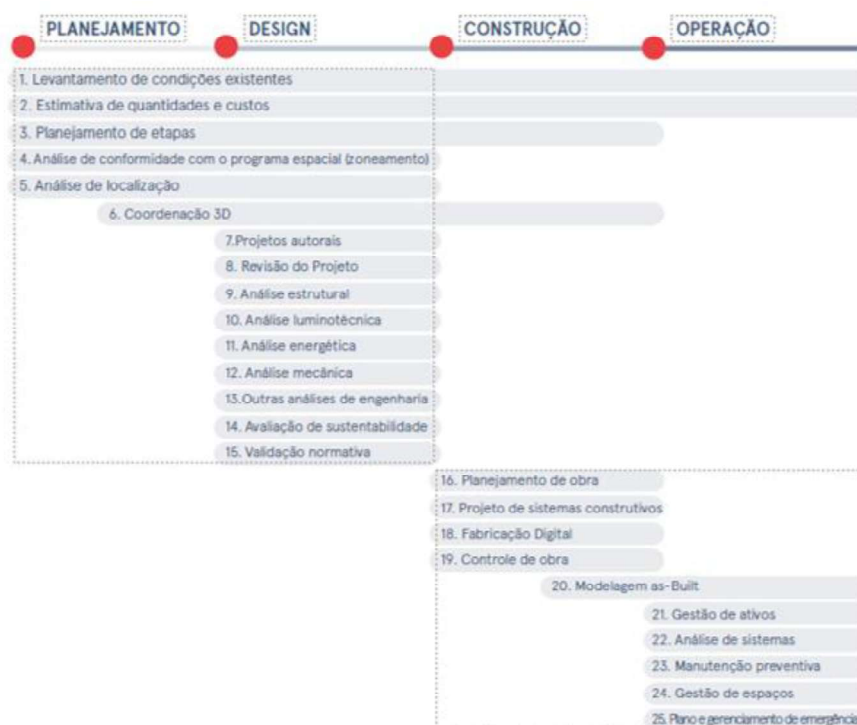 PLANEJAMENTO DESIGN CONSTRUÇÃO OPERAÇÃO
1. Levantamento de condições existentes
2. Estimativa de quantidades e custos
3. Planejamento de etapas
4. Análise de conformidade com o programa espacial (zoneamento)
5. Análise de localização
6. Coordenação 3D
7.Projetos autorais
8. Revisão do Projeto
9. Análise estrutural
10. Análise luminotècnica
11. Análise energética
12. Análise mecânica
13.Outras análises de engenharia
14. Avaliação de sustentabilidade
15. Validação normativa
16. Planejamento de obra
17. Projeto de sistemas construtivos
18. Fabricação Digital
19. Controle de obra
20. Modelagem as-Built
21. Gestão de ativos
22. Análise de sistemas
23. Manutenção preventiva
24. Gestão de espaços
25. Plano e gerenciamento de emergência